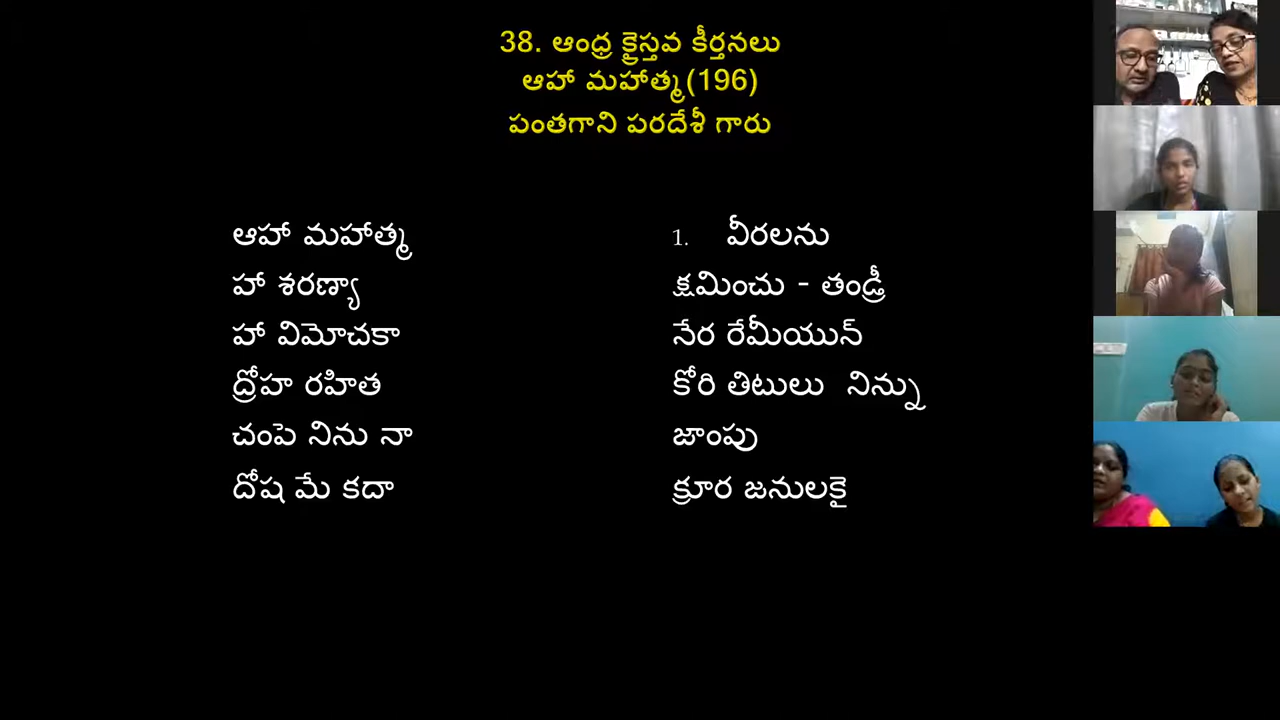 38. ఆంధ్ర క్రైస్తవ కీర్తనలు
ఆహా మహాత్మ(196)
పంతగాని పరదేశీ గారు
ఆహా మహాత్మ
హా శరణ్యా
హా విమోచకా
ద్రోహ రహిత
చంపె నిను నా
దోష మే కదా
1. వీరలను
క్షమించు - తండ్రీ
నేర రేమీయున్
కోరి తిటులు నిన్ను
జాంపు
క్రూర జనులకై